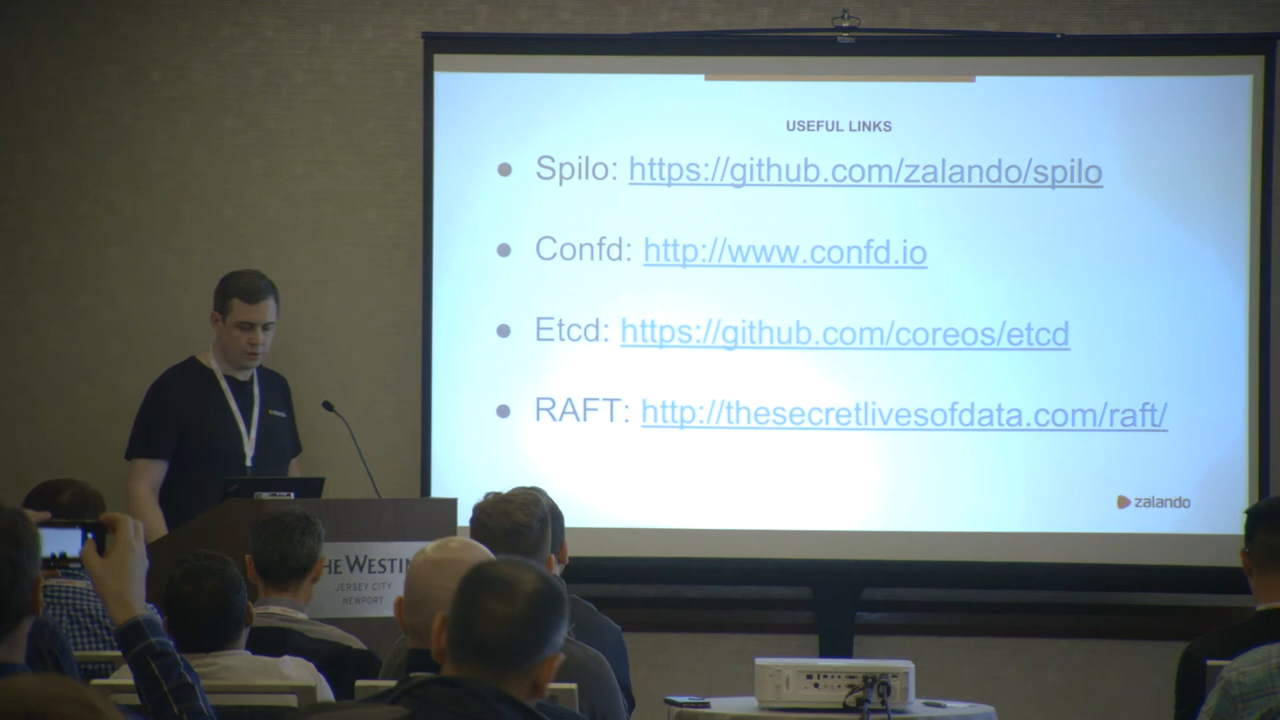 USEFUL LINKS
● Spilo: https://github.com/zalando/spilo
● Confd: http://www.confd.io
● Etcd: https://github.com/coreos/etcd
● RAFT: http://thesecretlivesofdata.com/raft/
zalando
zalando
HE WESTIN
JERSEY CITY
NEWPORT